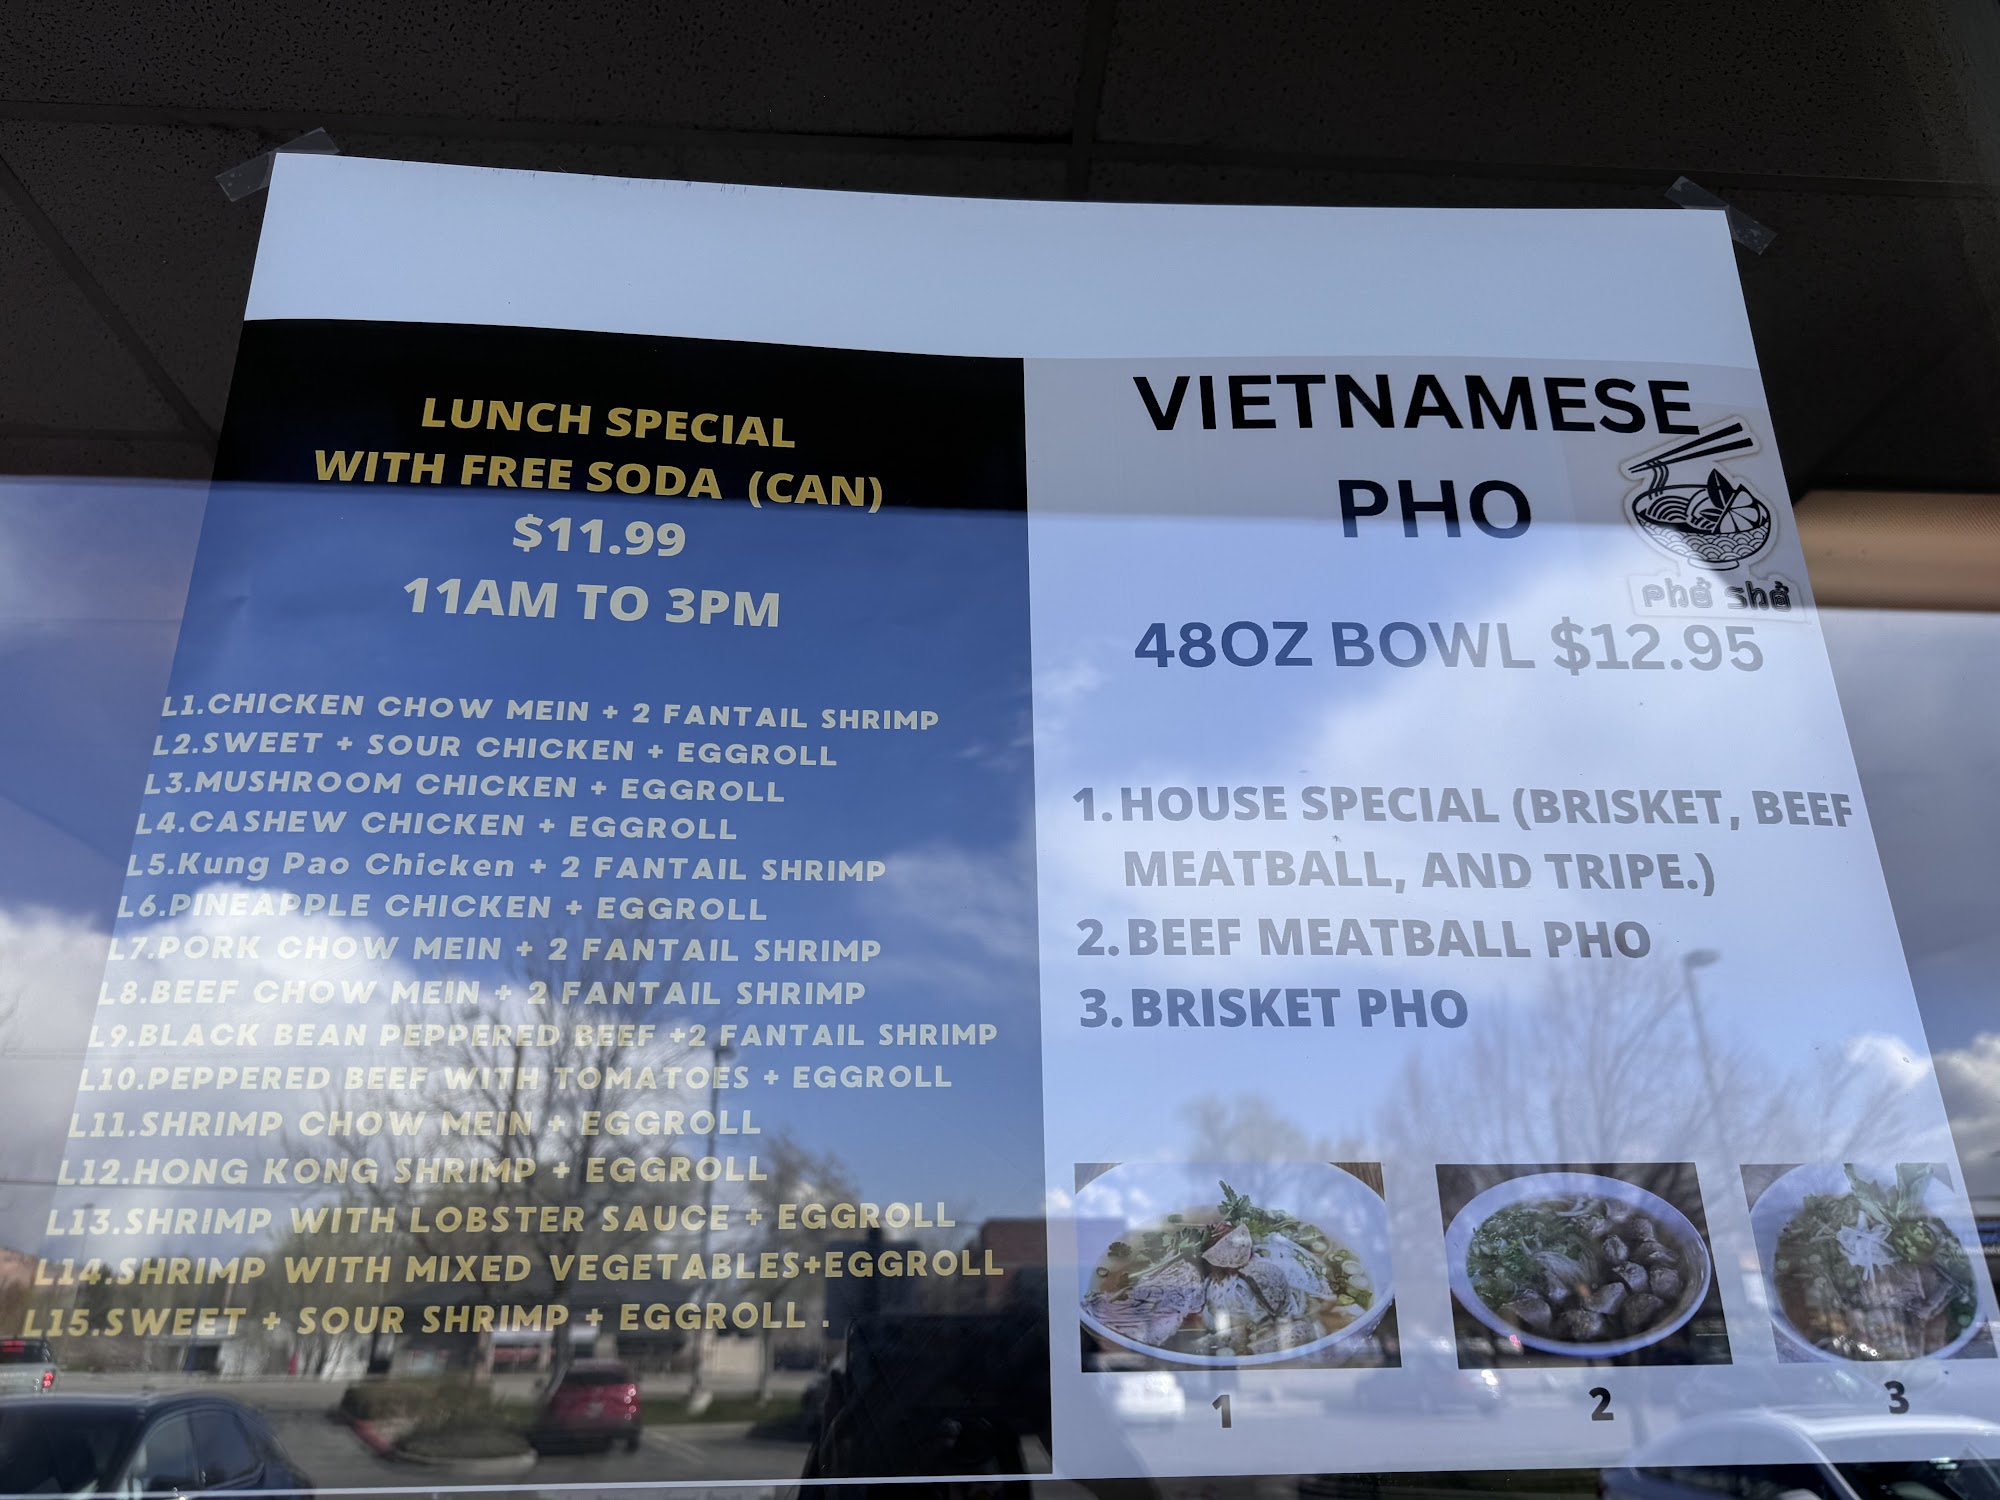 LUNCH SPECIAL
WITH FREE SODA (CAN)
$11.99
11AM TO 3PM
L1.CHICKEN CHOW MEIN + 2 FANTAIL SHRIMP
L2.SWEET + SOUR CHICKEN + EGGROLL
L3.MUSHROOM CHICKEN + EGGROLL
L4.CASHEW CHICKEN + EGGROLL
L5.Kung Pao Chicken + 2 FANTAIL SHRIMP
L6.PINEAPPLE CHICKEN + EGGROLL
L7.PORK CHOW MEIN + 2 FANTAIL SHRIMP
L8.BEEF CHOW MEIN + 2 FANTAIL SHRIMP
L9.BLACK BEAN PEPPERED BEEF +2 FANTAIL SHRIMP
L10.PEPPERED BEEF WITH TOMATOES + EGGROLL
L11.SHRIMP CHOW MEIN + EGGROLL
L12.HONG KONG SHRIMP + EGGROLL
L13.SHRIMP WITH LOBSTER SAUCE + EGGROLL
L14.SHRIMP WITH MIXED VEGETABLES+EGGROLL
L15.SWEET + SOUR SHRIMP + EGGROLL .
VIETNAMESE
PHO
phở shở
48OZ BOWL $12.95
1.HOUSE SPECIAL (BRISKET, BEEF
MEATBALL, AND TRIPE.)
2.BEEF MEATBALL PHO
3.BRISKET PHO
1
2
3